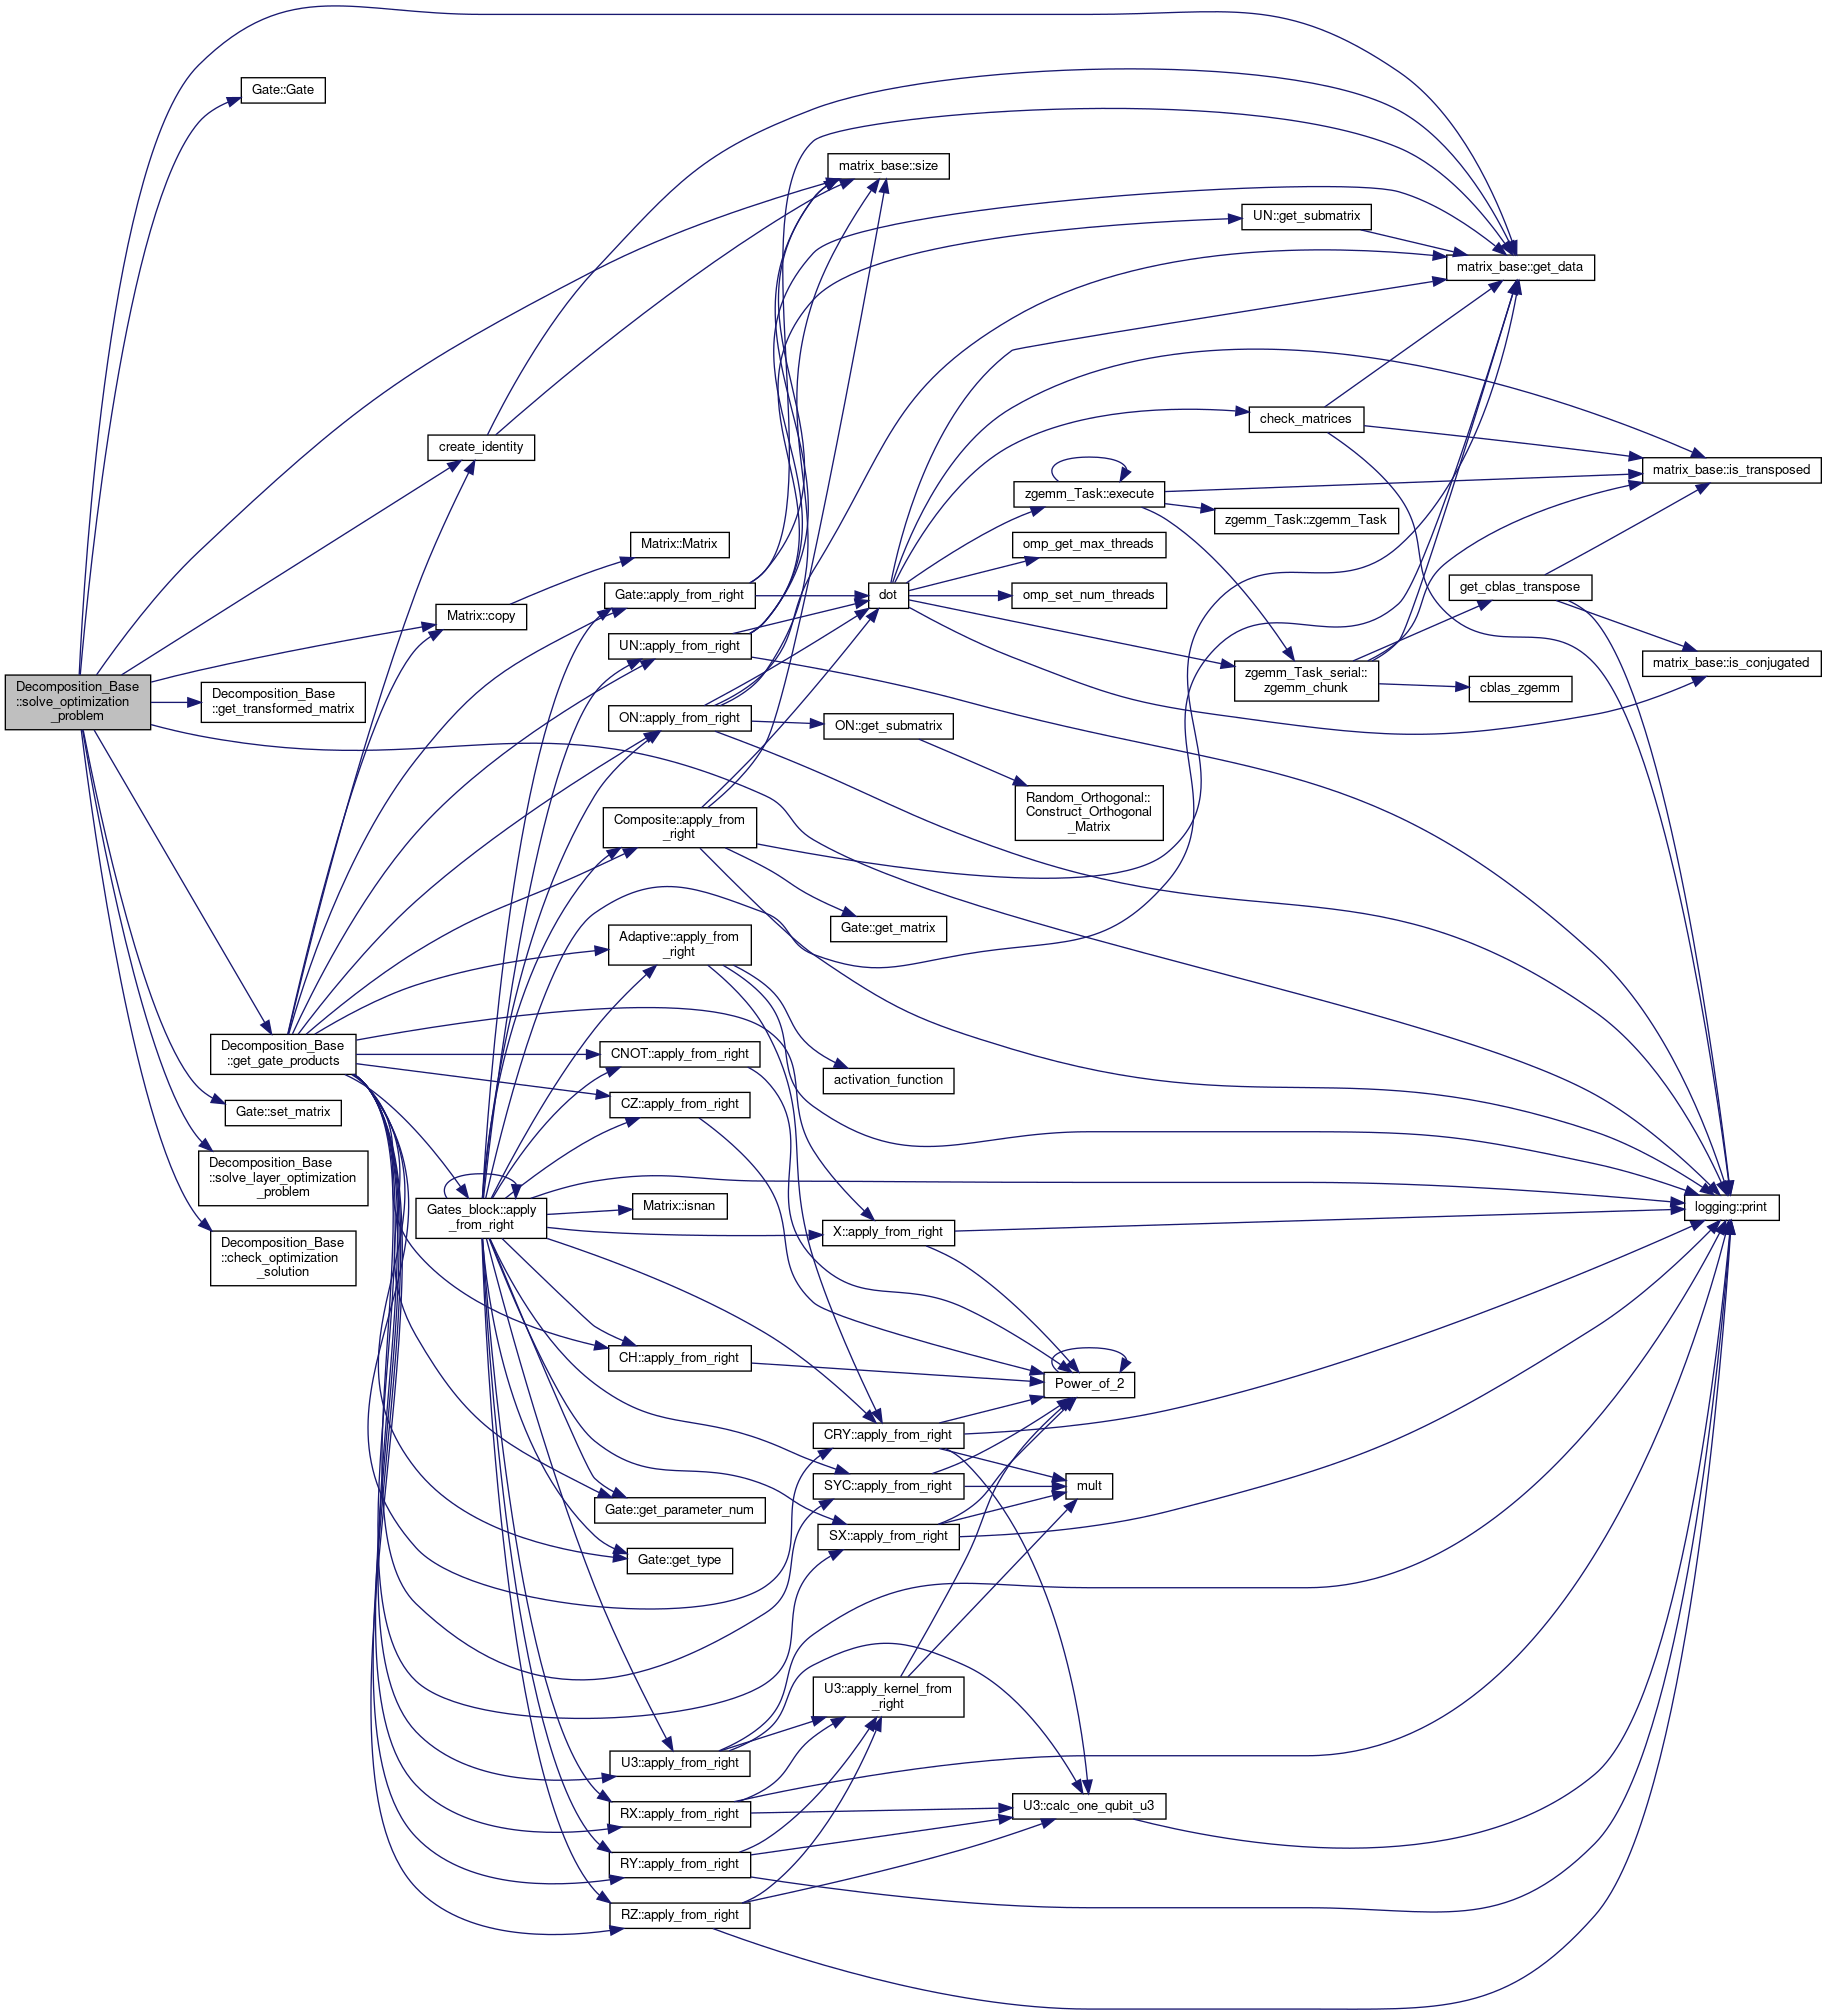 Decomposition_Base
::solve_optimization
_problem
Gate::Gate
matrix_base::size
UN::get_submatrix
matrix_base::get_data
create_identity
check_matrices
matrix_base::is_transposed
zgemm_Task::execute
zgemm_Task::zgemm_Task
Matrix::Matrix
omp_get_max_threads
Matrix::copy
Gate::apply_from_right
dot
omp_set_num_threads
get_cblas_transpose
UN::apply_from_right
zgemm_Task_serial::
zgemm_chunk
matrix_base::is_conjugated
cblas_zgemm
Decomposition_Base
::get_transformed_matrix
ON::apply_from_right
ON::get_submatrix
Random_Orthogonal::
Construct_Orthogonal
_Matrix
Composite::apply_from
_right
Gate::get_matrix
Adaptive::apply_from
_right
Decomposition_Base
::get_gate_products
CNOT::apply_from_right
activation_function
CZ::apply_from_right
Gate::set_matrix
Decomposition_Base
::solve_layer_optimization
_problem
Gates_block::apply
_from_right
Matrix::isnan
X::apply_from_right
logging::print
Decomposition_Base
::check_optimization
_solution
CH::apply_from_right
Power_of_2
CRY::apply_from_right
SYC::apply_from_right
mult
Gate::get_parameter_num
SX::apply_from_right
Gate::get_type
U3::apply_kernel_from
_right
U3::apply_from_right
RX::apply_from_right
U3::calc_one_qubit_u3
RY::apply_from_right
RZ::apply_from_right